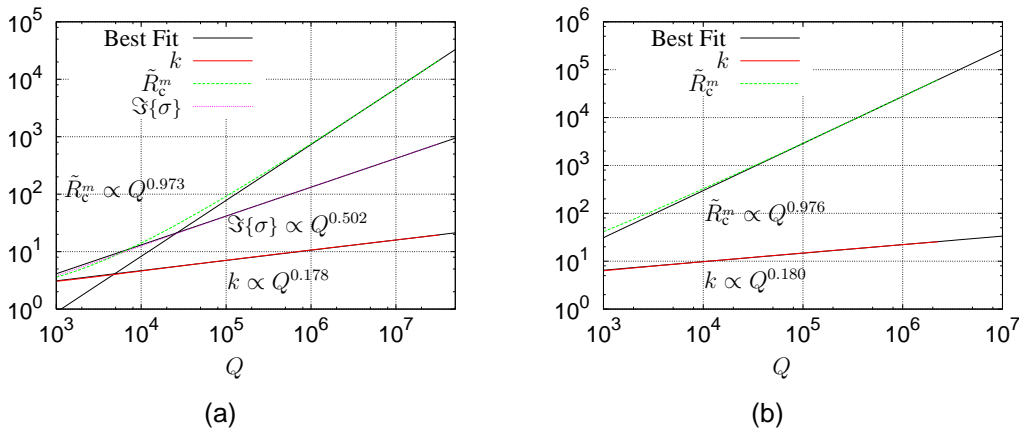 10^5
10^4
10^3
10^2
10^1
10^0
10^3 10^4 10^5 10^6 10^7
Q
Best Fit
k
R̃_c^m
ℑ{σ}
R̃_c^m ∝ Q^0.973
ℑ{σ} ∝ Q^0.502
k ∝ Q^0.178
(a)
10^6
10^5
10^4
10^3
10^2
10^1
10^0
10^3 10^4 10^5 10^6 10^7
Q
Best Fit
k
R̃_c^m
R̃_c^m ∝ Q^0.976
k ∝ Q^0.180
(b)